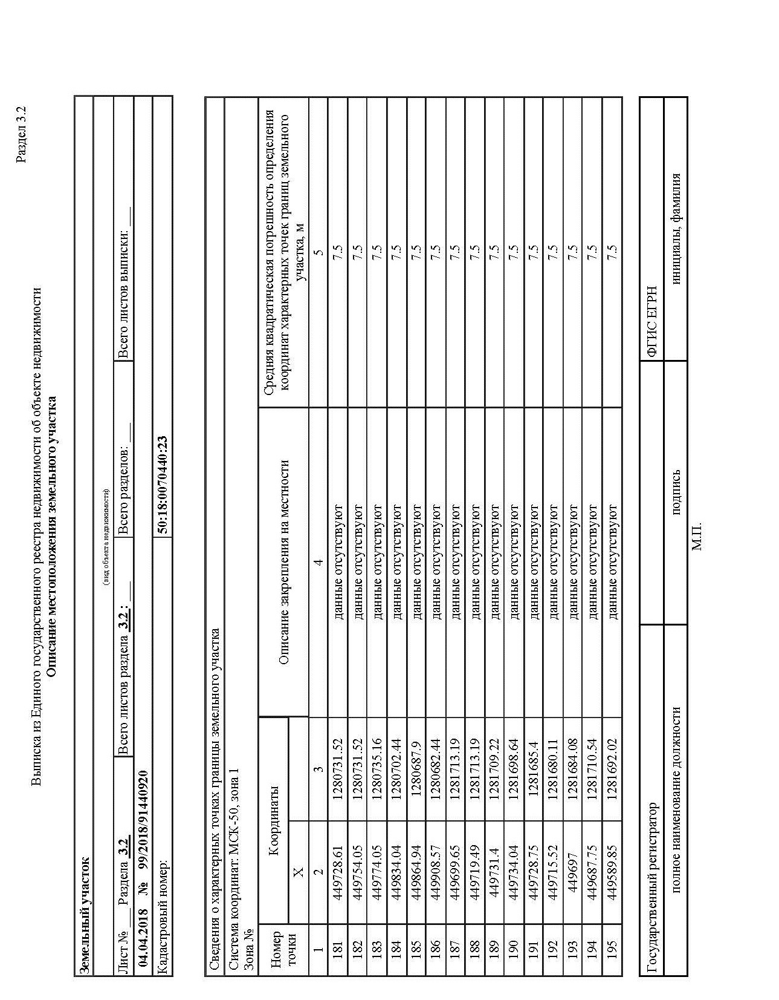 Раздел 3.2
Выписка из Единого государственного реестра недвижимости об объекте недвижимости
Описание местоположения земельного участка
Земельный участок
(вид объекта недвижимости)
Лист № ___ Раздела 3.2 Всего листов раздела 3.2 : ___ Всего разделов: ___ Всего листов выписки: ___
04.04.2018 № 99/2018/91440920
Кадастровый номер: 50:18:0070440:23
Сведения о характерных точках границы земельного участка
Система координат: МСК-50, зона 1
Зона №
Номер точки Координаты Описание закрепления на местности Средняя квадратическая погрешность определения
координат характерных точек границ земельного
участка, м
X
1 2 3 4 5
181 449728.61 1280731.52 данные отсутствуют 7.5
182 449754.05 1280731.52 данные отсутствуют 7.5
183 449774.05 1280735.16 данные отсутствуют 7.5
184 449834.04 1280702.44 данные отсутствуют 7.5
185 449864.94 1280687.9 данные отсутствуют 7.5
186 449908.57 1280682.44 данные отсутствуют 7.5
187 449699.65 1281713.19 данные отсутствуют 7.5
188 449719.49 1281713.19 данные отсутствуют 7.5
189 449731.4 1281709.22 данные отсутствуют 7.5
190 449734.04 1281698.64 данные отсутствуют 7.5
191 449728.75 1281685.4 данные отсутствуют 7.5
192 449715.52 1281680.11 данные отсутствуют 7.5
193 449697 1281684.08 данные отсутствуют 7.5
194 449687.75 1281710.54 данные отсутствуют 7.5
195 449589.85 1281692.02 данные отсутствуют 7.5
Государственный регистратор ФГИС ЕГРН
полное наименование должности подпись инициалы, фамилия
М.П.